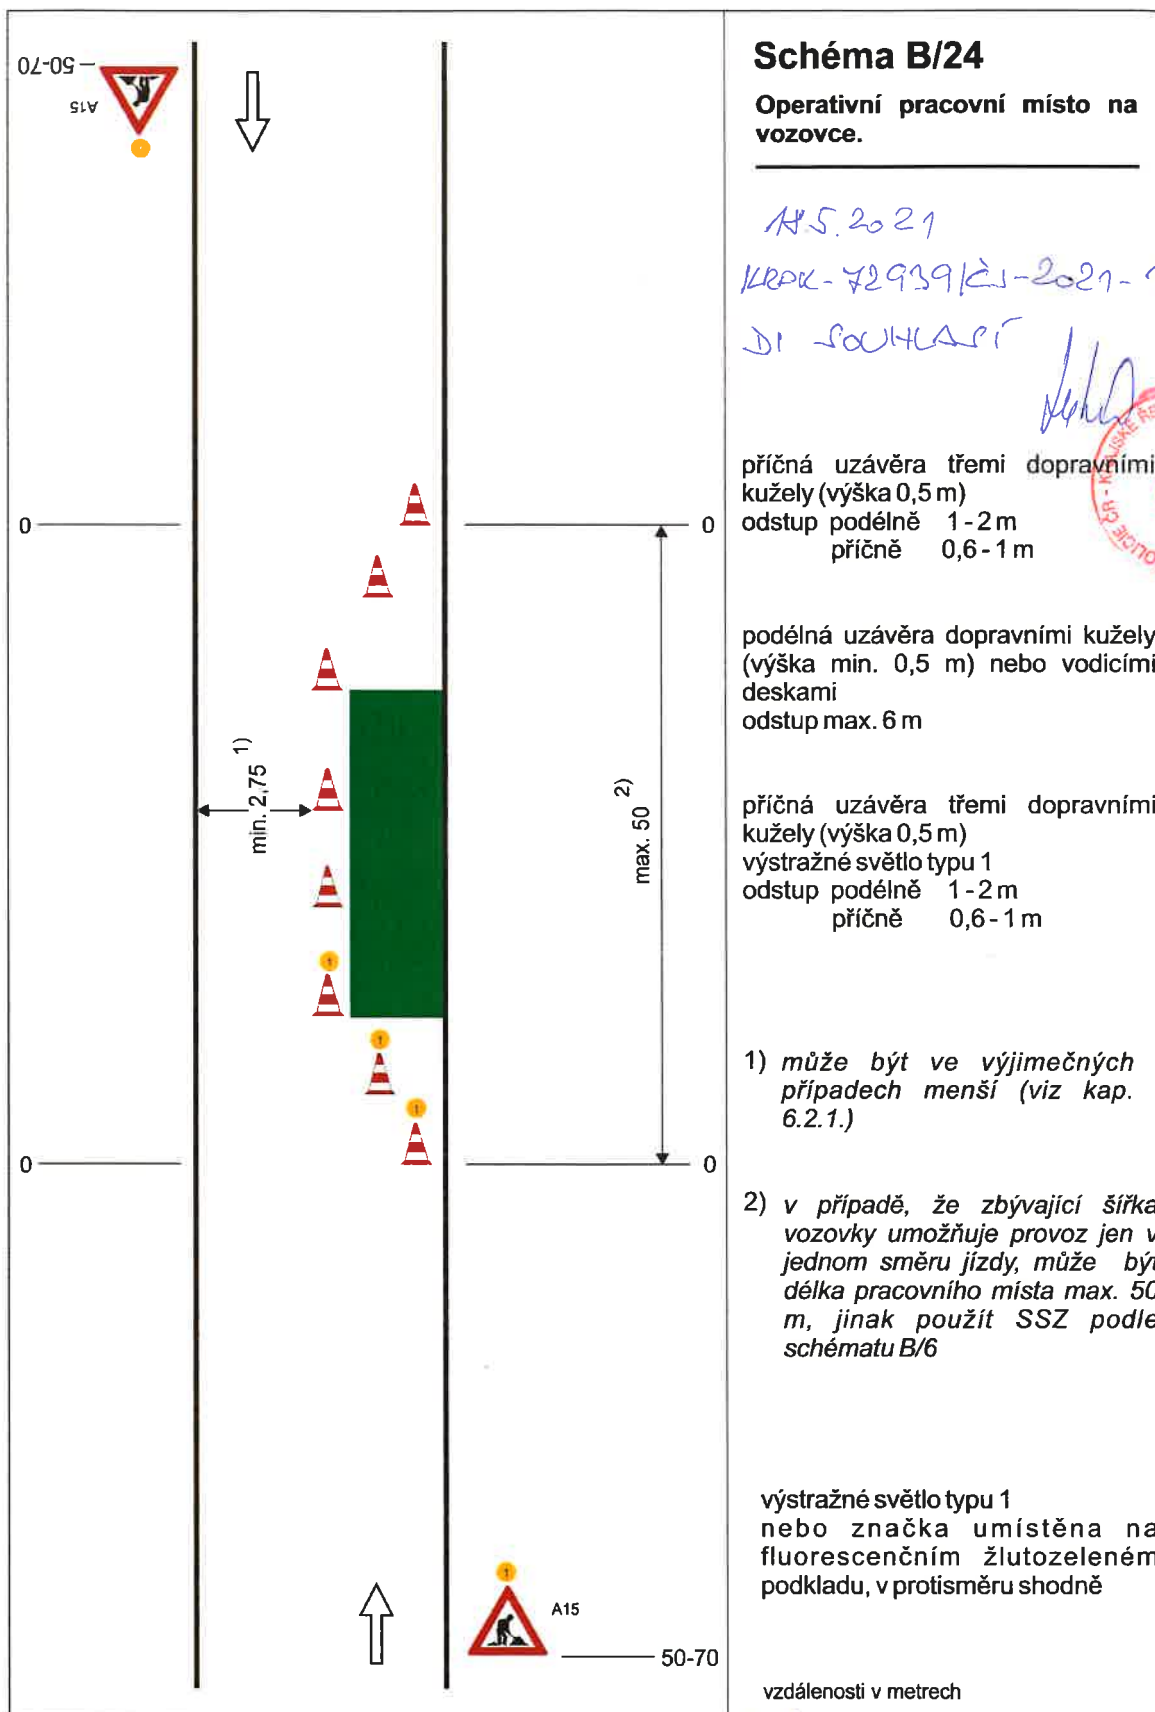 50-70
A15
0
0
min. 2,75 1)
max. 50 2)
0
0
1
1
1
1
A15
50-70
Schéma B/24
Operativní pracovní místo na
vozovce.
5.2021
-72939/ČJ-2021-
DI SOUHLASÍ
příčná uzávěra třemi dopravními
kužely (výška 0,5 m)
odstup podélně 1 - 2 m
příčně 0,6 - 1 m
POLICIE ČR - KRAJSKÉ
podélná uzávěra dopravními kužely
(výška min. 0,5 m) nebo vodicími
deskami
odstup max. 6 m
příčná uzávěra třemi dopravními
kužely (výška 0,5 m)
výstražné světlo typu 1
odstup podélně 1 - 2 m
příčně 0,6 - 1 m
1) může být ve výjimečných
případech menší (viz kap.
6.2.1.)
2) v případě, že zbývající šířka
vozovky umožňuje provoz jen v
jednom směru jízdy, může být
délka pracovního místa max. 50
m, jinak použít SSZ podle
schématu B/6
výstražné světlo typu 1
nebo značka umístěna na
fluorescenčním žlutozeleném
podkladu, v protisměru shodně
vzdálenosti v metrech